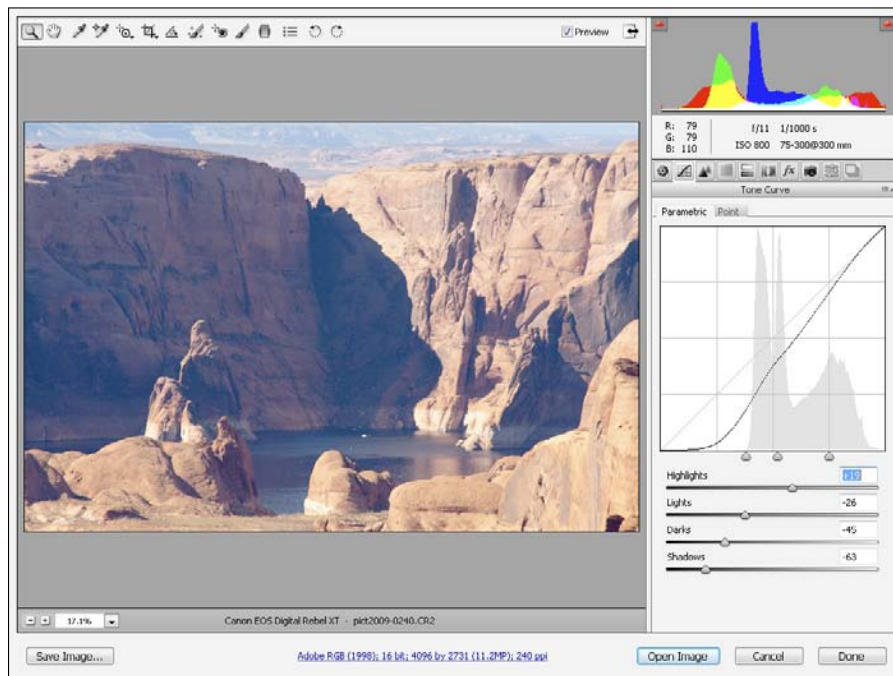 Preview
R: 79
G: 79
B: 110
f/11 1/1000 s
ISO 800 75-300@300 mm
fx
Tone Curve
Parametric Point
Highlights +19
Lights -26
Darks -45
Shadows -63
17.1%
Canon EOS Digital Rebel XT - pict2009-0240.CR2
Save Image...
Adobe RGB (1998); 16 bit; 4096 by 2731 (11.2MP); 240 ppi
Open Image
Cancel
Done